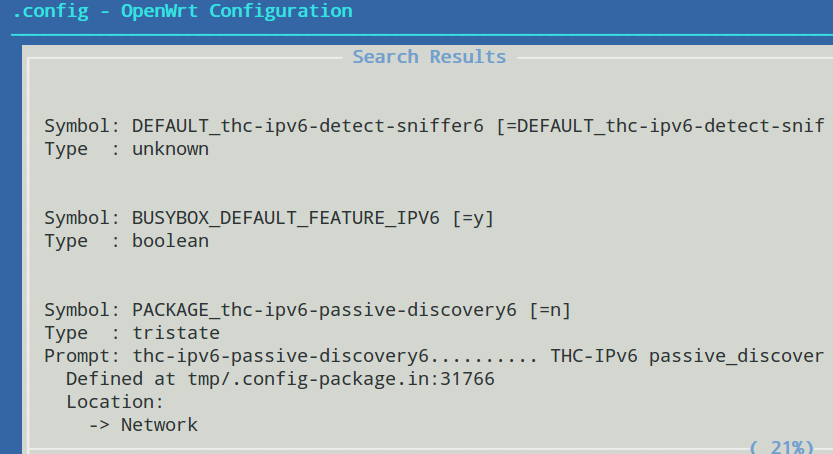 .config - OpenWrt Configuration
Search Results
Symbol: DEFAULT_thc-ipv6-detect-sniffer6 [=DEFAULT_thc-ipv6-detect-snif
Type  : unknown
Symbol: BUSYBOX_DEFAULT_FEATURE_IPV6 [=y]
Type  : boolean
Symbol: PACKAGE_thc-ipv6-passive-discovery6 [=n]
Type  : tristate
Prompt: thc-ipv6-passive-discovery6.......... THC-IPv6 passive_discover
Defined at tmp/.config-package.in:31766
Location:
-> Network
( 21%)